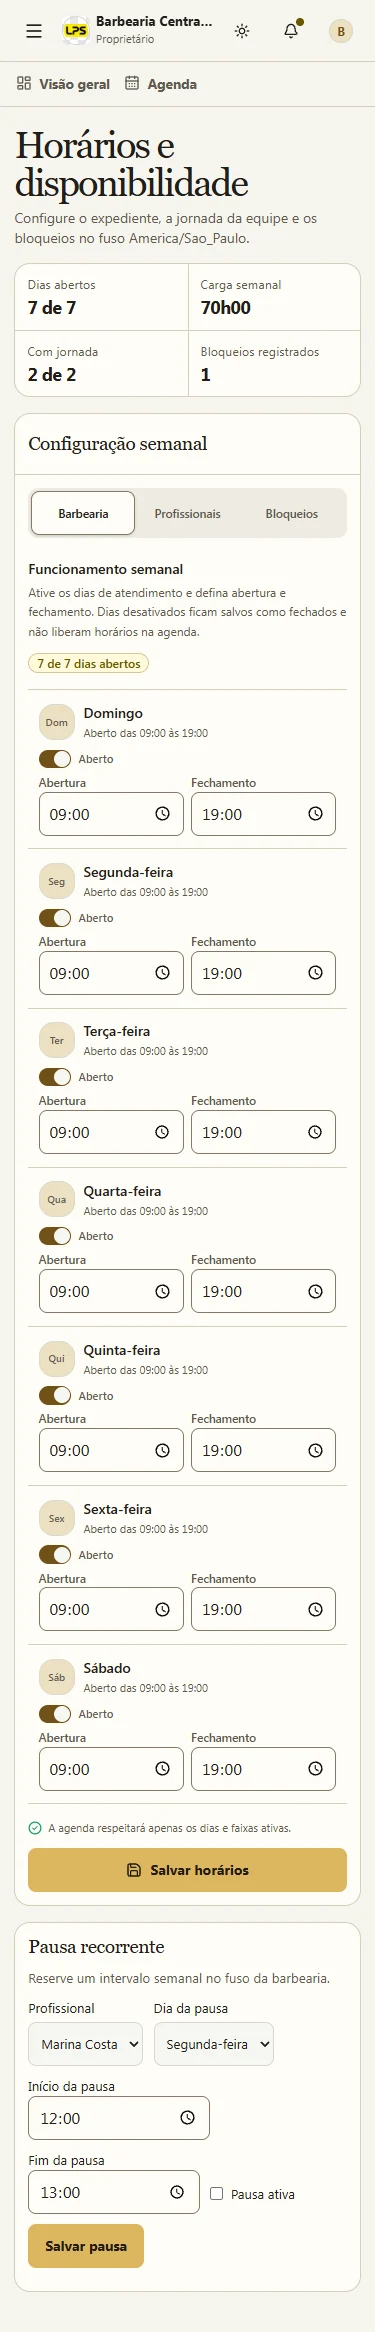 LPS
Barbearia Centra...
Proprietário
B
Visão geral
Agenda
Horários e
disponibilidade
Configure o expediente, a jornada da equipe e os
bloqueios no fuso America/Sao_Paulo.
Dias abertos
7 de 7
Carga semanal
70h00
Com jornada
2 de 2
Bloqueios registrados
1
Configuração semanal
Barbearia
Profissionais
Bloqueios
Funcionamento semanal
Ative os dias de atendimento e defina abertura e
fechamento. Dias desativados ficam salvos como fechados e
não liberam horários na agenda.
7 de 7 dias abertos
Dom
Domingo
Aberto das 09:00 às 19:00
Aberto
Abertura
Fechamento
09:00
19:00
Seg
Segunda-feira
Aberto das 09:00 às 19:00
Aberto
Abertura
Fechamento
09:00
19:00
Ter
Terça-feira
Aberto das 09:00 às 19:00
Aberto
Abertura
Fechamento
09:00
19:00
Qua
Quarta-feira
Aberto das 09:00 às 19:00
Aberto
Abertura
Fechamento
09:00
19:00
Qui
Quinta-feira
Aberto das 09:00 às 19:00
Aberto
Abertura
Fechamento
09:00
19:00
Sex
Sexta-feira
Aberto das 09:00 às 19:00
Aberto
Abertura
Fechamento
09:00
19:00
Sáb
Sábado
Aberto das 09:00 às 19:00
Aberto
Abertura
Fechamento
09:00
19:00
A agenda respeitará apenas os dias e faixas ativas.
Salvar horários
Pausa recorrente
Reserve um intervalo semanal no fuso da barbearia.
Profissional
Dia da pausa
Marina Costa
Segunda-feira
Início da pausa
12:00
Fim da pausa
13:00
Pausa ativa
Salvar pausa